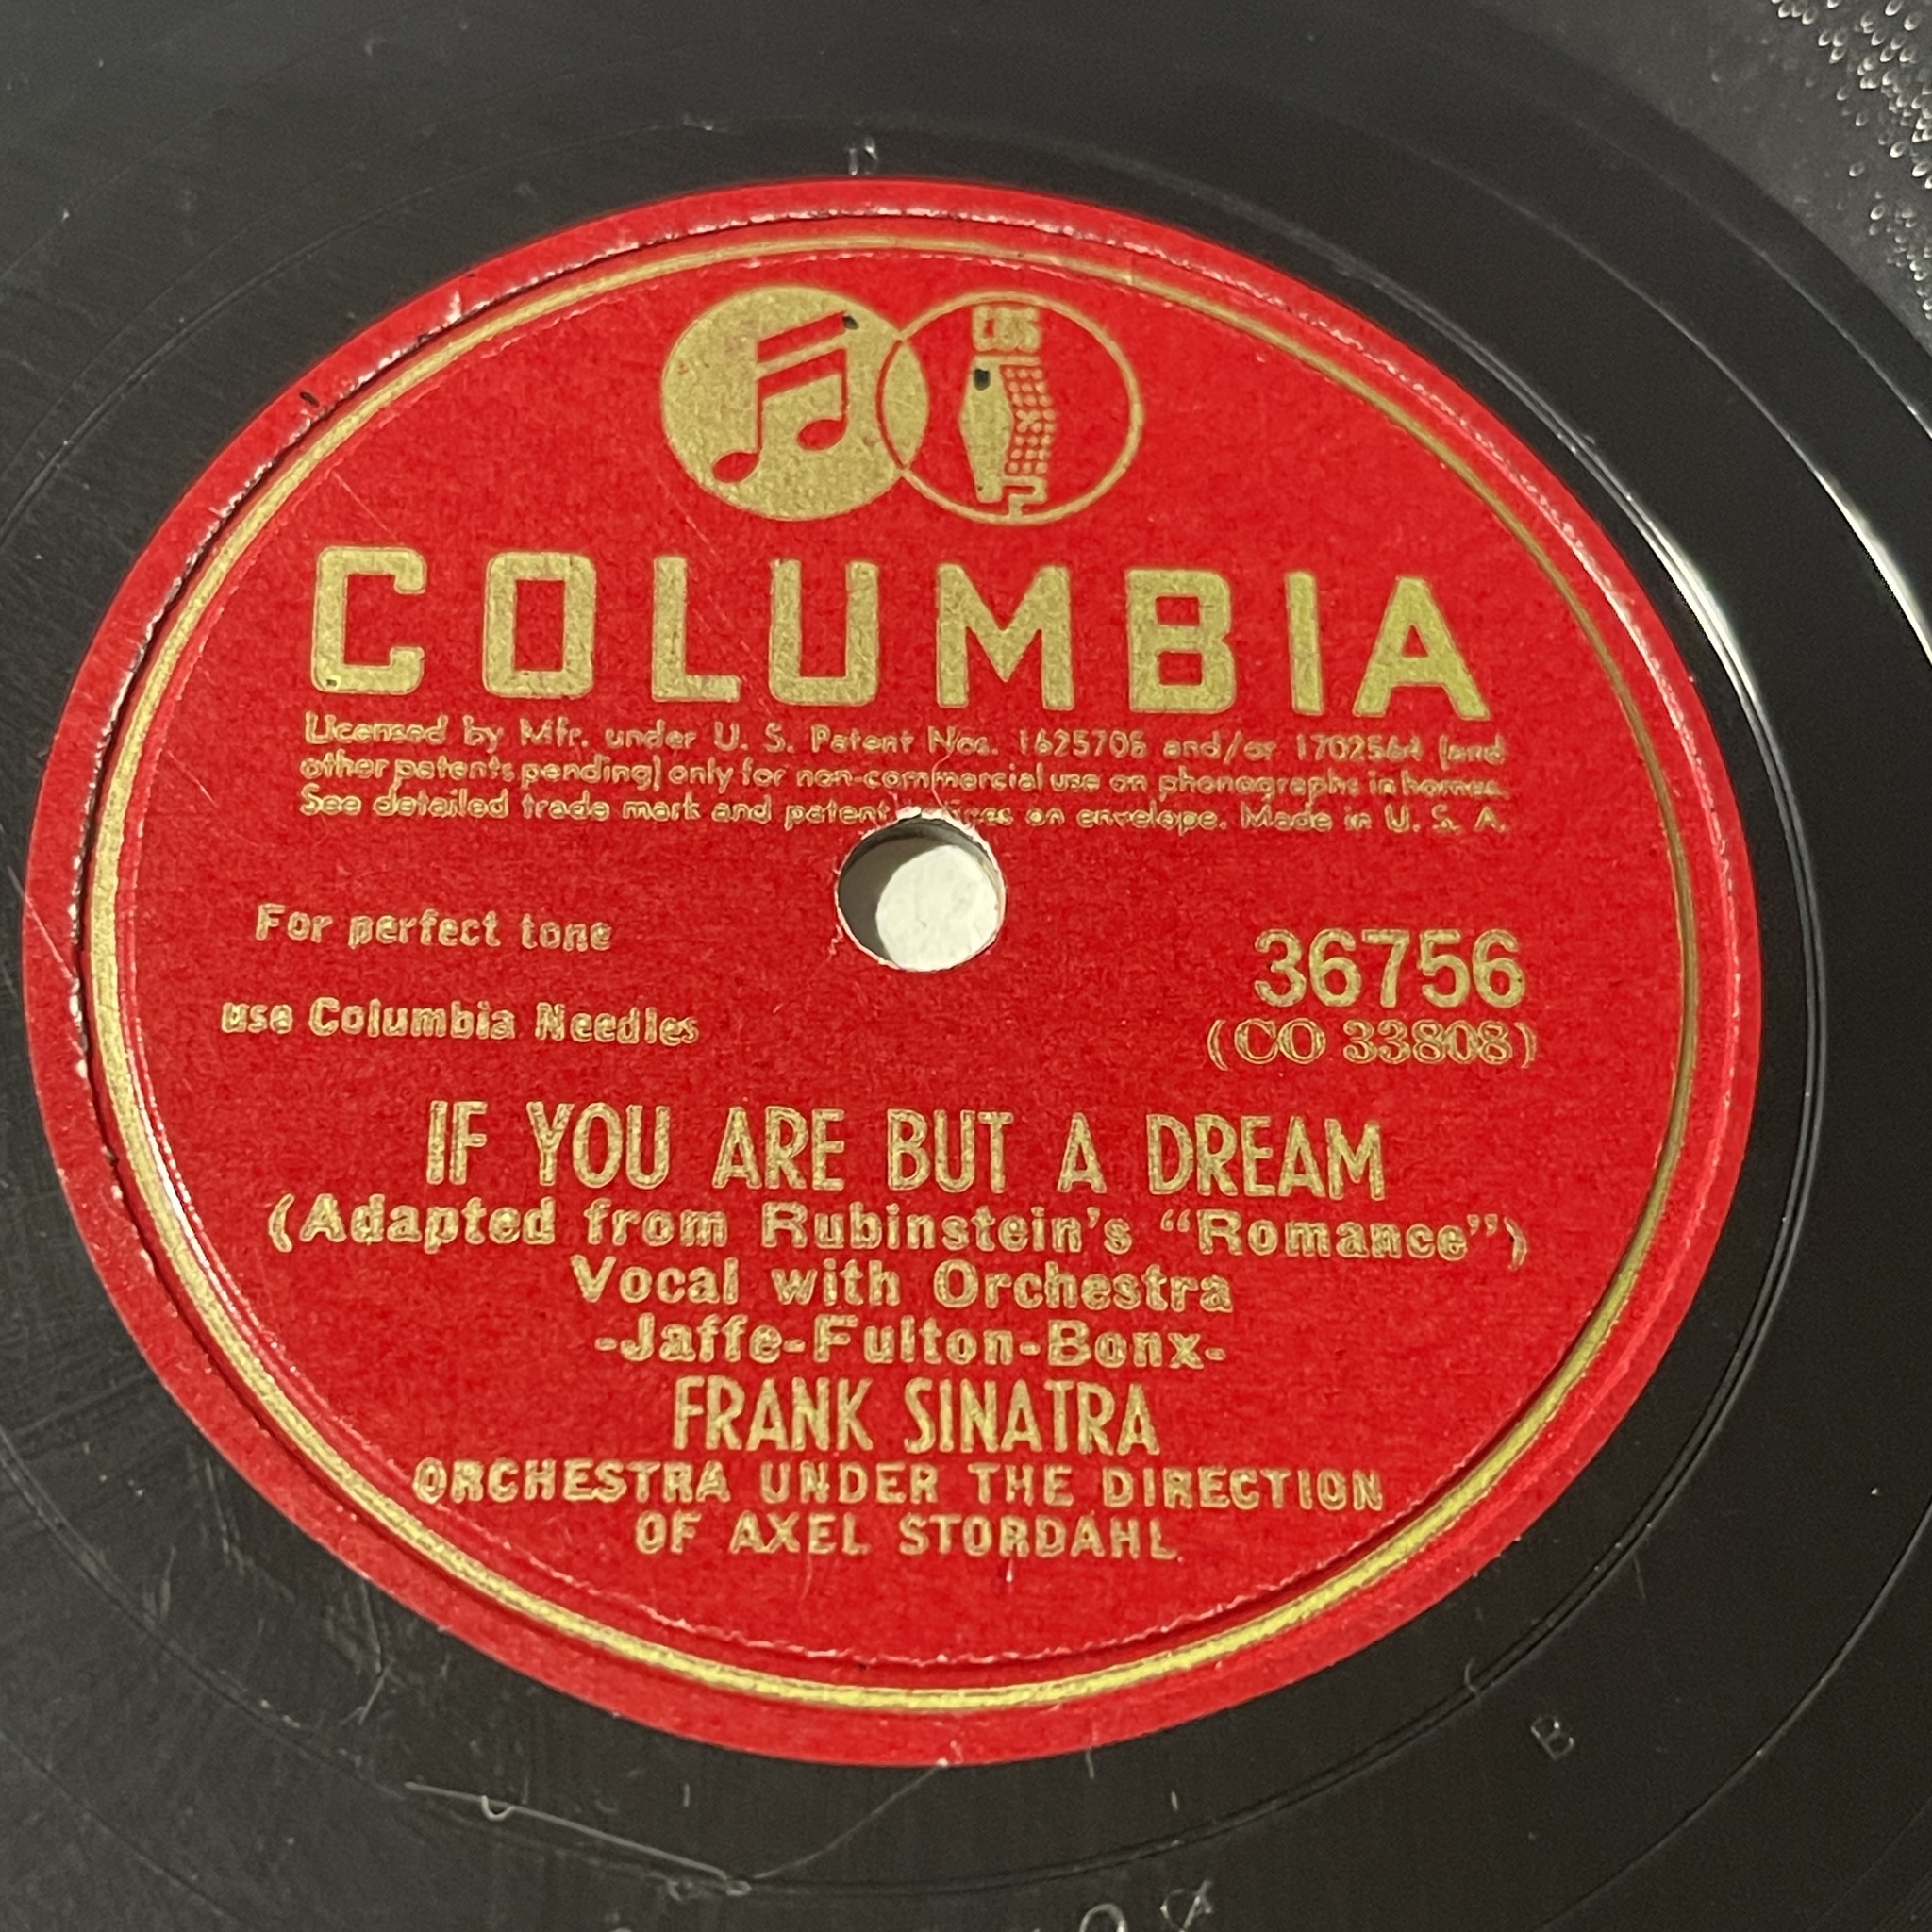 CBS
COLUMBIA
Licensed by Mfr. under U. S. Patent Nos. 1625705 and/or 1702564 (and
other patents pending) only for non-commercial use on phonographs in homes.
See detailed trade mark and patent on envelope. Made in U. S. A.
For perfect tone
use Columbia Needles
36756
(CO 33808)
IF YOU ARE BUT A DREAM
(Adapted from Rubinstein's “Romance”)
Vocal with Orchestra
-Jaffe-Fulton-Bonx-
FRANK SINATRA
ORCHESTRA UNDER THE DIRECTION
OF AXEL STORDAHL
B